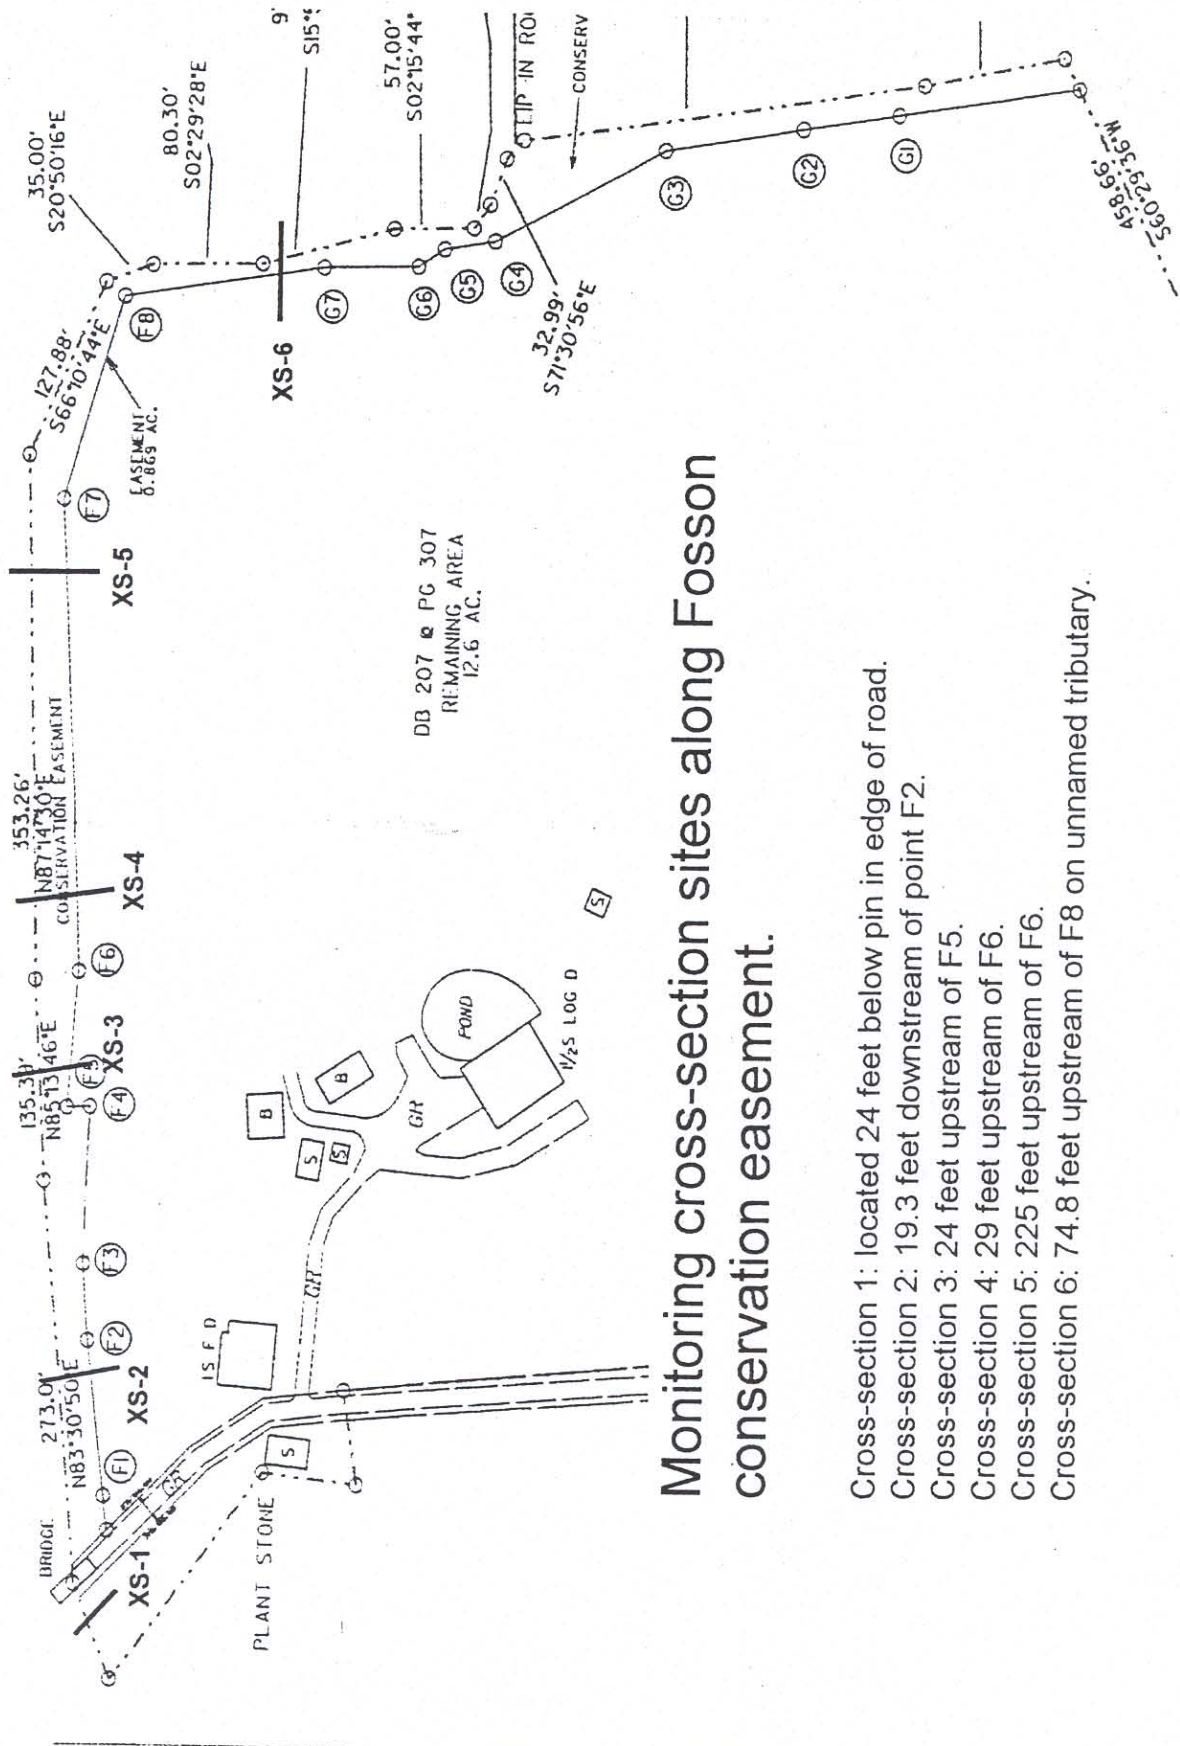 BRIDGE
273.0'
N83°30'50"E
135.39'
N85°13'46"E
353.26'
N87°14'30"E
CONSERVATION EASEMENT
127.88'
S66°10'44"E
35.00'
S20°50'16"E
80.30'
S02°29'28"E
9'
S15°
57.00'
S02°15'44"
32.99'
S71°30'56"E
458.66'
S60°29'36"W
EASEMENT
0.869 AC.
CONSERV
XS-1
XS-2
XS-3
XS-4
XS-5
XS-6
F1
F2
F3
F4
F5
F6
F7
F8
G7
G6
G5
G4
G3
G2
G1
PLANT STONE
S
1 S F D
GR
GR
S
S
B
B
GR
POND
1½S LOG D
S
DB 207 @ PG 307
REMAINING AREA
12.6 AC.
Monitoring cross-section sites along Fosson
conservation easement.
Cross-section 1: located 24 feet below pin in edge of road.
Cross-section 2: 19.3 feet downstream of point F2.
Cross-section 3: 24 feet upstream of F5.
Cross-section 4: 29 feet upstream of F6.
Cross-section 5: 225 feet upstream of F6.
Cross-section 6: 74.8 feet upstream of F8 on unnamed tributary.